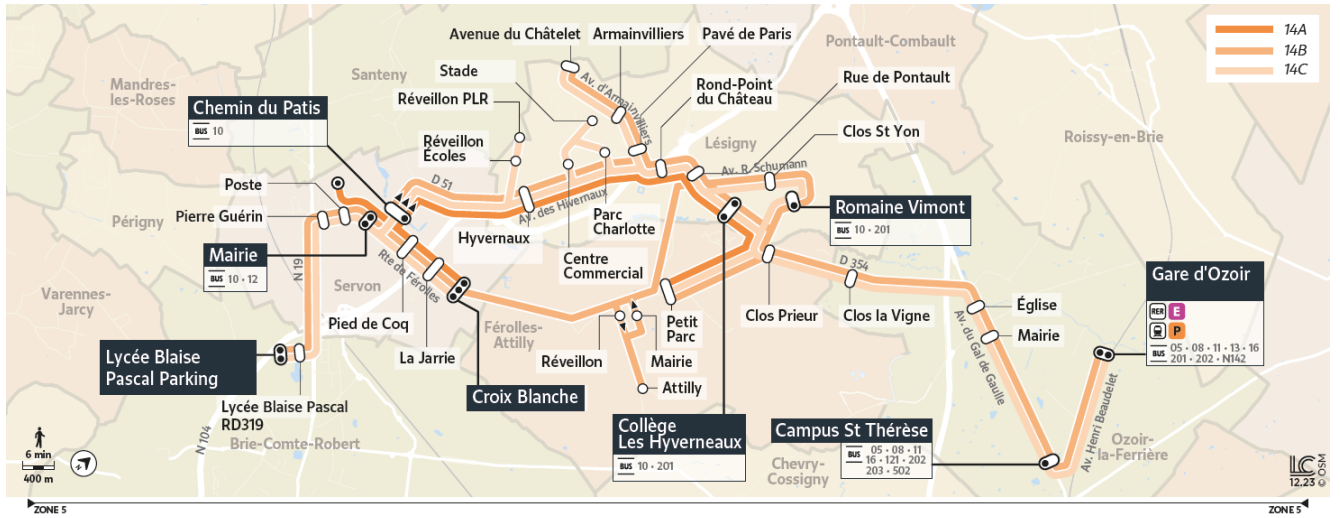 14A
14B
14C
Avenue du Châtelet
Armainvilliers
Pavé de Paris
Pontault-Combault
Santeny
Stade
Av. d'Armainvilliers
Rond-Point
du Château
Rue de Pontault
Mandres-
les-Roses
Chemin du Patis
BUS 10
Réveillon PLR
Réveillon
Écoles
Lésigny
Clos St Yon
Roissy-en-Brie
Av. R. Schumann
Poste
D 51
Av. des Hivernaux
Périgny
Pierre Guérin
Hyvernaux
Parc
Charlotte
Romaine Vimont
BUS 10 · 201
Mairie
BUS 10 · 12
Centre
Commercial
N 19
Rte de Férolles
D 354
Gare d'Ozoir
RER E
P
BUS 05 · 08 · 11 · 13 · 16
201 · 202 · N142
Varennes-
Jarcy
Servon
Pied de Coq
Férolles-
Attilly
Petit
Parc
Clos Prieur
Clos la Vigne
Église
Mairie
La Jarrie
Réveillon
Mairie
Av. du Gal de Gaulle
Lycée Blaise
Pascal Parking
Attilly
Croix Blanche
Av. Henri Beaudelet
Lycée Blaise Pascal
RD319
N 104
Brie-Comte-Robert
Collège
Les Hyverneaux
BUS 10 · 201
Campus St Thérèse
BUS 05 · 08 · 11
16 · 121 · 202
203 · 502
Chevry-
Cossigny
Ozoir-
la-Ferrière
6 min
400 m
LC
12.23
© OSM
ZONE 5
ZONE 5